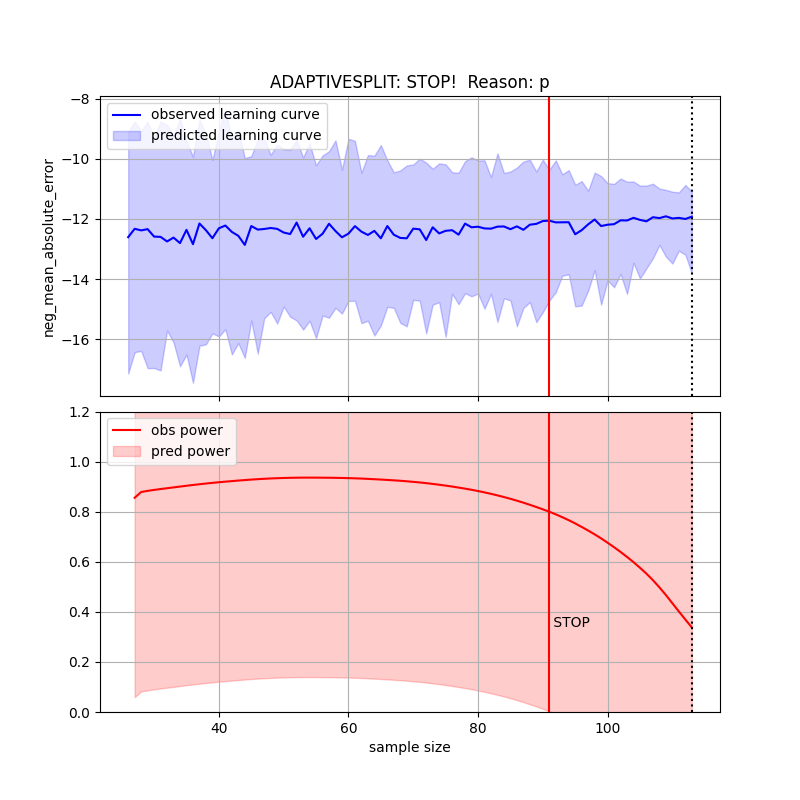 ADAPTIVESPLIT: STOP!  Reason: p
observed learning curve
predicted learning curve
neg_mean_absolute_error
−8
−10
−12
−14
−16
obs power
pred power
STOP
1.2
1.0
0.8
0.6
0.4
0.2
0.0
40
60
80
100
sample size